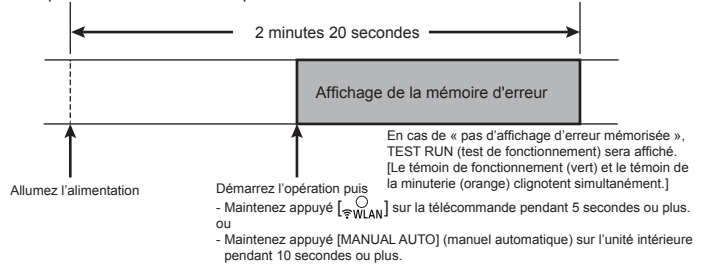 2 minutes 20 secondes
Affichage de la mémoire d'erreur
En cas de « pas d'affichage d'erreur mémorisée »,
TEST RUN (test de fonctionnement) sera affiché.
[Le témoin de fonctionnement (vert) et le témoin de
la minuterie (orange) clignotent simultanément.]
Allumez l'alimentation
Démarrez l'opération puis
- Maintenez appuyé [WLAN] sur la télécommande pendant 5 secondes ou plus.
ou
- Maintenez appuyé [MANUAL AUTO] (manuel automatique) sur l'unité intérieure
pendant 10 secondes ou plus.